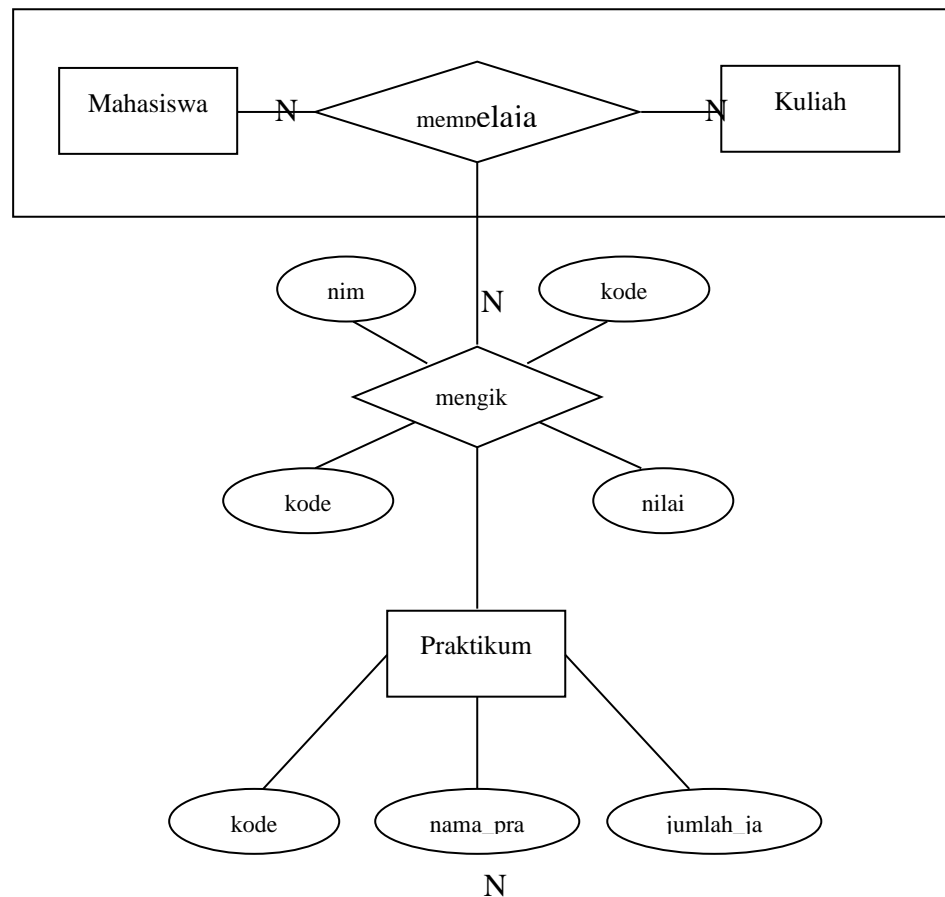 Mahasiswa
N
mempelaja
N
Kuliah
nim
N
kode
mengik
kode
nilai
Praktikum
kode
nama_pra
jumlah_ja
N